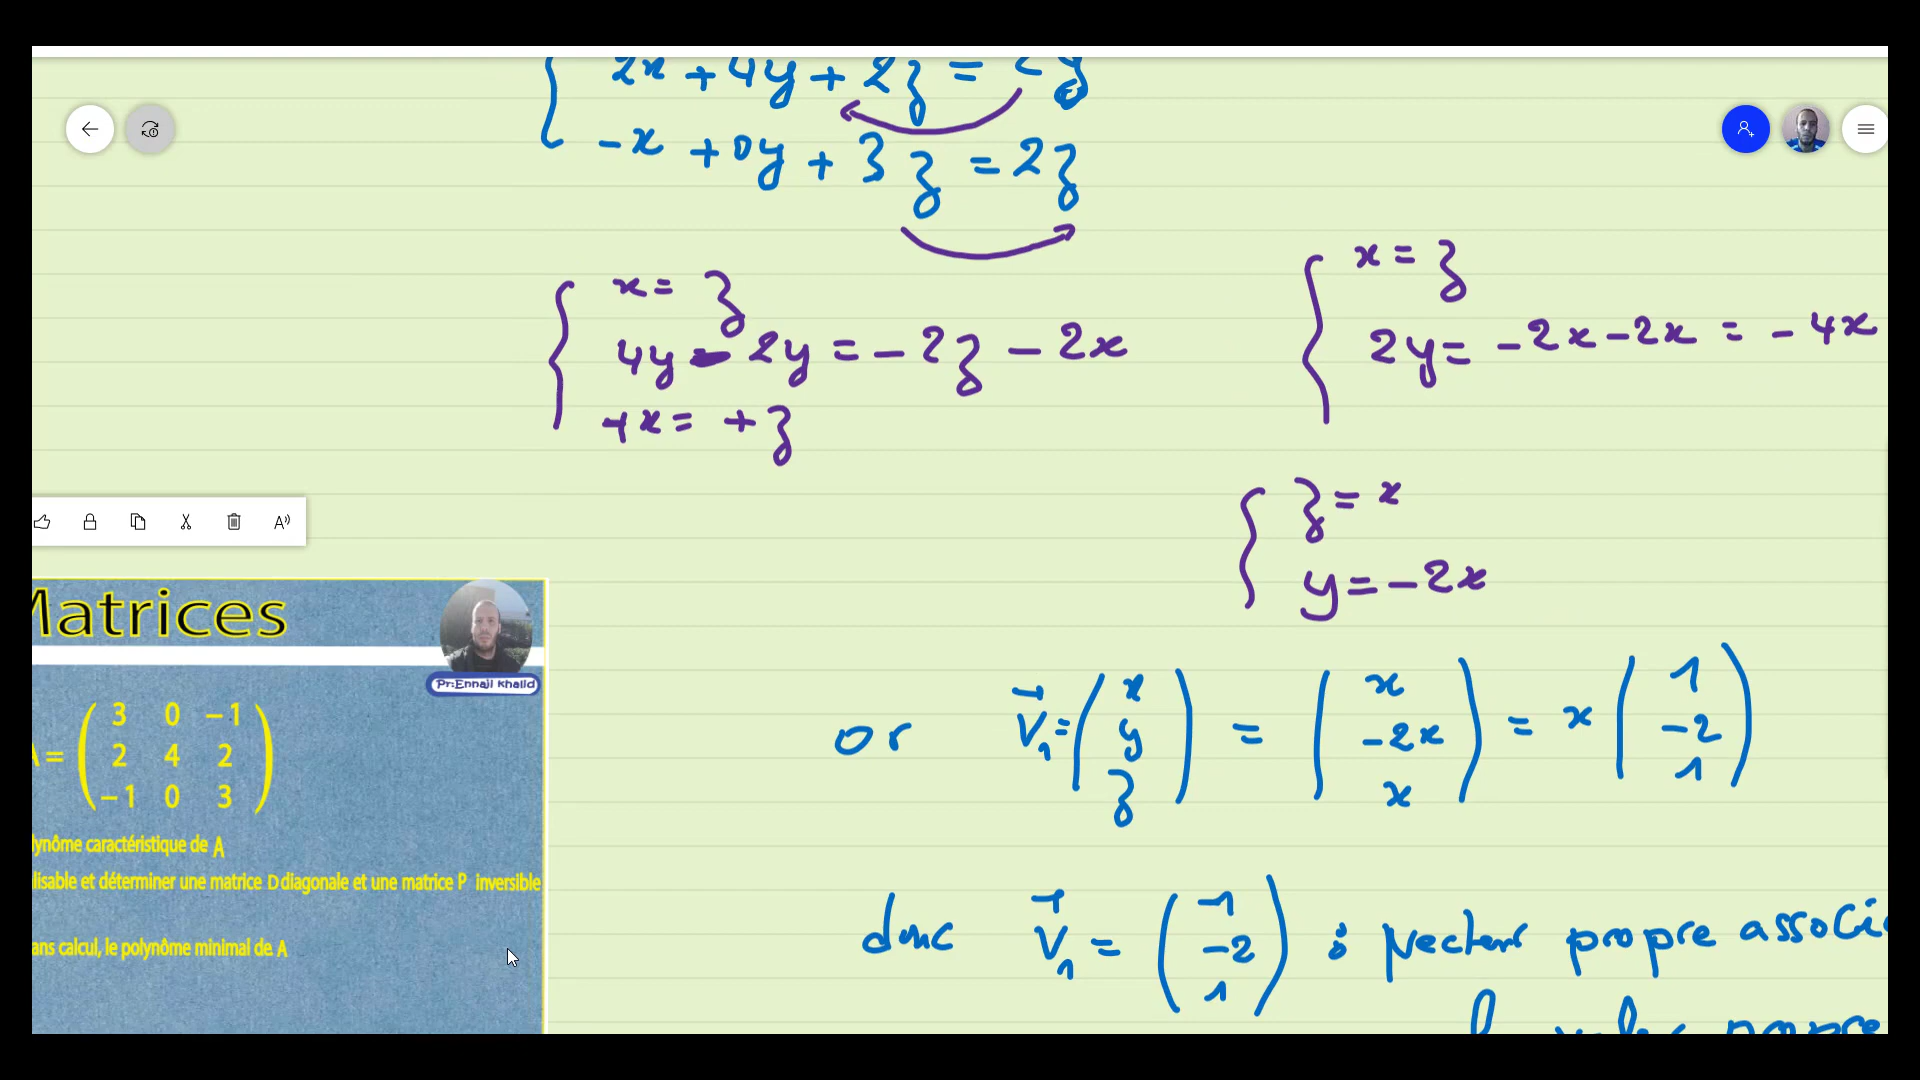 2x + 4y + 2z = 2y
-x + 0y + 3z = 2z
x = z
4y - 2y = -2z - 2x
+x = +z
x = z
2y = -2x - 2x = -4x
z = x
y = -2x
or V₁ = (x y z) = (x -2x x) = x (1 -2 1)
donc V₁ = (1 -2 1) : vecteur propre associé
propre
Matrices
Pr:Ennaji khalid
A = (3 0 -1
2 4 2
-1 0 3)
lynôme caractéristique de A
lisable et déterminer une matrice D diagonale et une matrice P inversible
ans calcul, le polynôme minimal de A